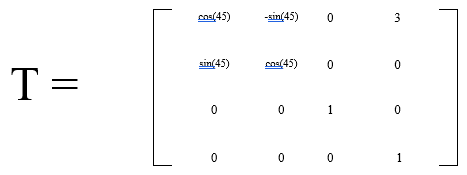 cos(45) -sin(45) 0 3
T = sin(45) cos(45) 0 0
0 0 1 0
0 0 0 1